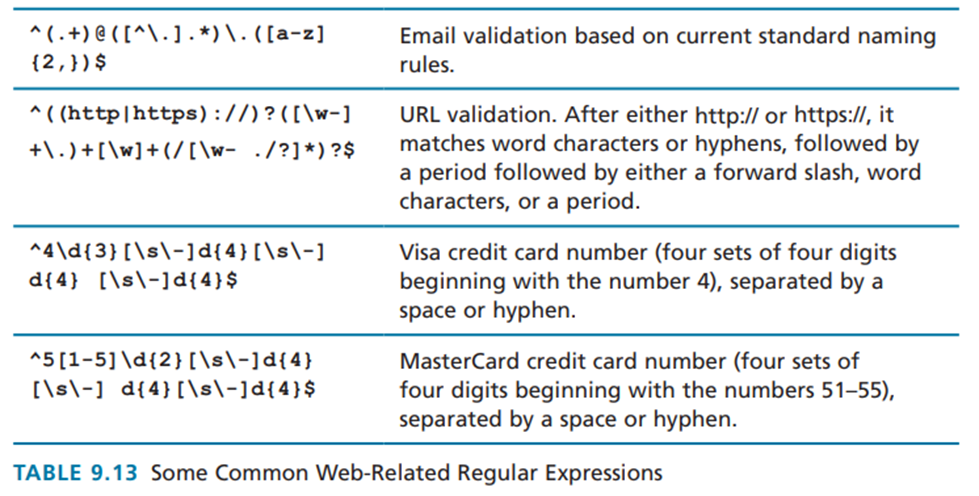 ^(.+)@([^\.].*)\.([a-z]
{2,})$
Email validation based on current standard naming
rules.
^((http|https)://)?([\w-]
+\.)+[\w]+(/[\w- ./?]*)?$
URL validation. After either http:// or https://, it
matches word characters or hyphens, followed by
a period followed by either a forward slash, word
characters, or a period.
^4\d{3}[\s\-]d{4}[\s\-]
d{4} [\s\-]d{4}$
Visa credit card number (four sets of four digits
beginning with the number 4), separated by a
space or hyphen.
^5[1-5]\d{2}[\s\-]d{4}
[\s\-] d{4}[\s\-]d{4}$
MasterCard credit card number (four sets of
four digits beginning with the numbers 51–55),
separated by a space or hyphen.
TABLE 9.13 Some Common Web-Related Regular Expressions